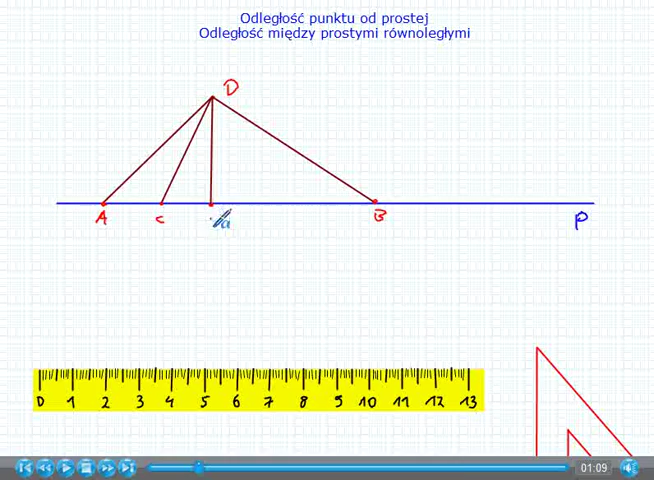 Odległość punktu od prostej
Odległość między prostymi równoległymi
D
A C B P
0 1 2 3 4 5 6 7 8 9 10 11 12 13
01:09